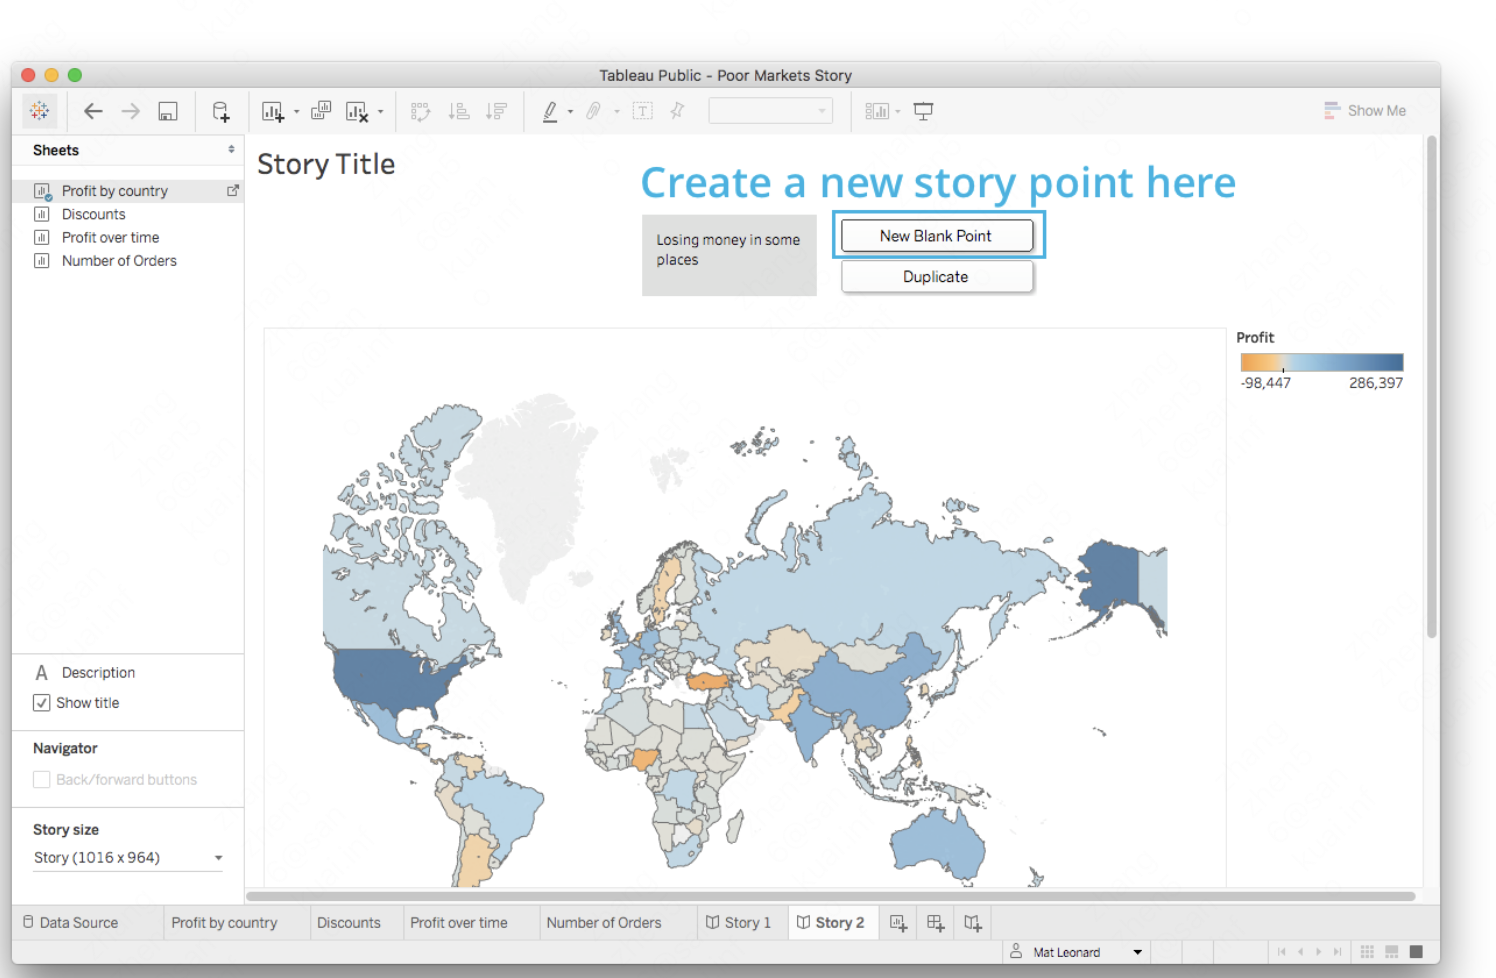 Tableau Public - Poor Markets Story
Show Me
Sheets
Profit by country
Discounts
Profit over time
Number of Orders
Story Title
Create a new story point here
Losing money in some
places
New Blank Point
Duplicate
Profit
-98,447 286,397
A Description
Show title
Navigator
Back/forward buttons
Story size
Story (1016 x 964)
Data Source Profit by country Discounts Profit over time Number of Orders Story 1 Story 2
Mat Leonard